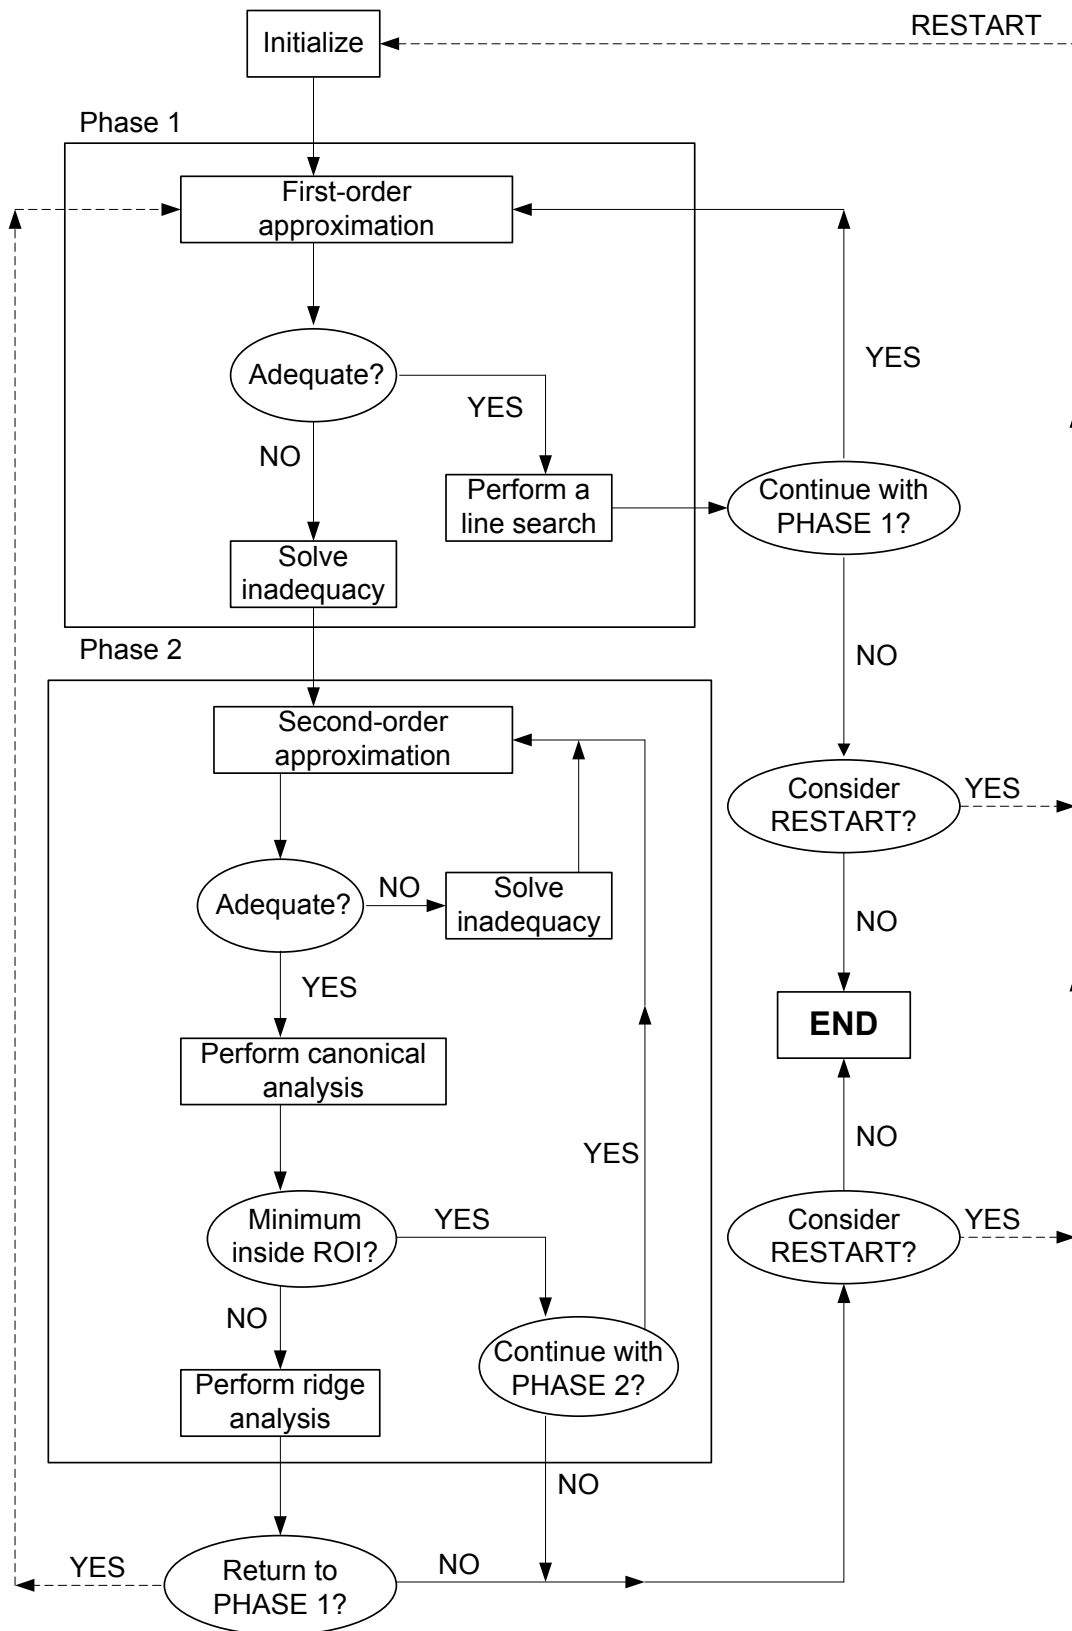 Initialize
RESTART
Phase 1
First-order
approximation
Adequate?
YES
NO
Perform a
line search
Solve
inadequacy
YES
Continue with
PHASE 1?
NO
Phase 2
Second-order
approximation
Adequate?
NO
Solve
inadequacy
YES
Consider
RESTART?
YES
NO
END
Perform canonical
analysis
YES
NO
Minimum
inside ROI?
YES
NO
Consider
RESTART?
YES
Continue with
PHASE 2?
Perform ridge
analysis
NO
YES
Return to
PHASE 1?
NO